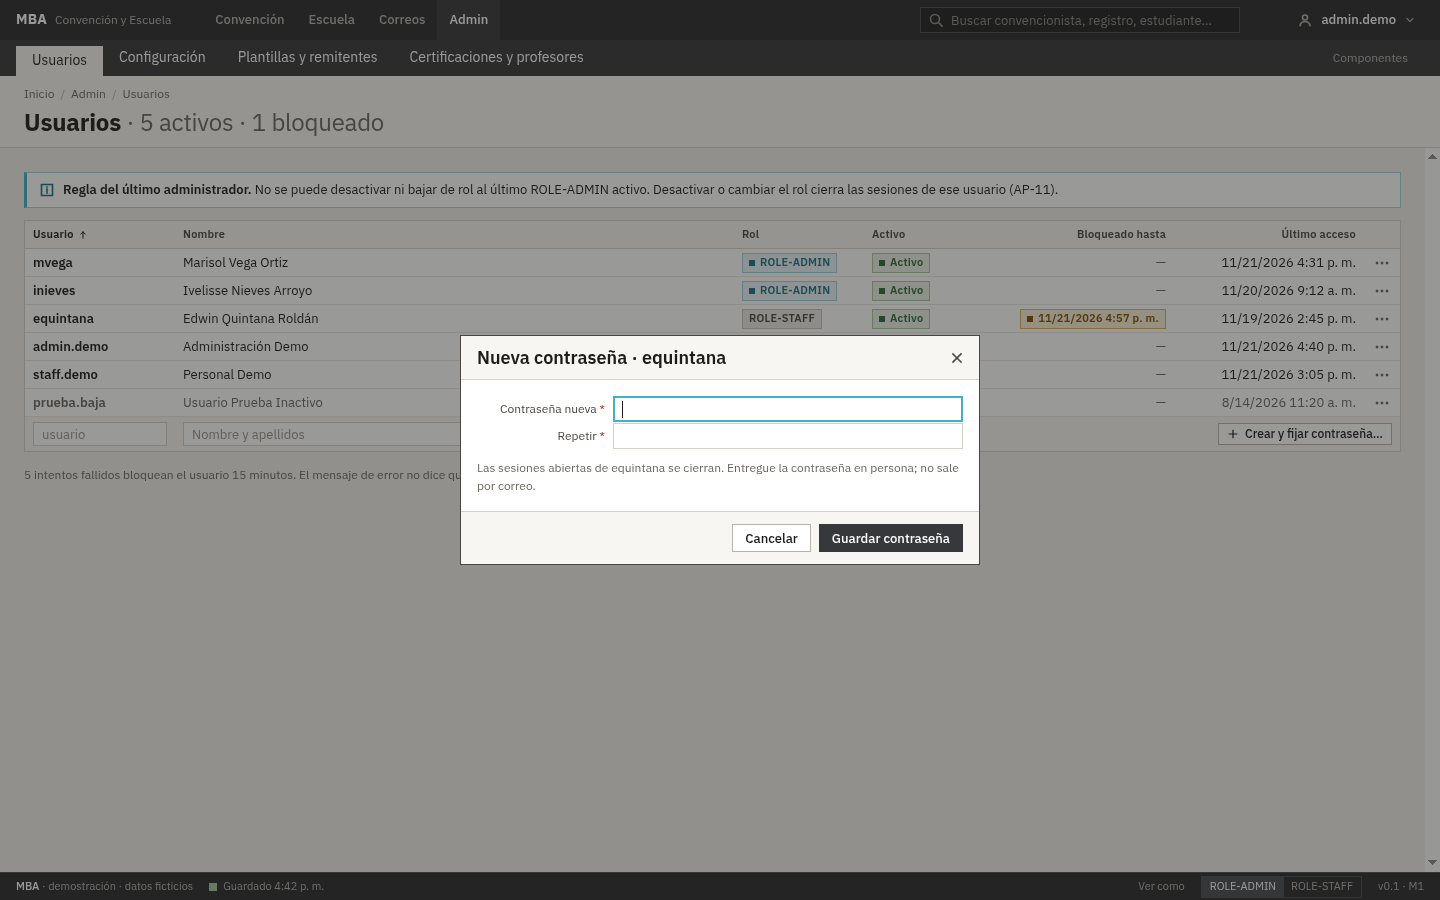 MBA Convención y Escuela Convención Escuela Correos Admin Buscar convencionista, registro, estudiante... admin.demo
Usuarios Configuración Plantillas y remitentes Certificaciones y profesores Componentes
Inicio / Admin / Usuarios
Usuarios · 5 activos · 1 bloqueado
Regla del último administrador. No se puede desactivar ni bajar de rol al último ROLE-ADMIN activo. Desactivar o cambiar el rol cierra las sesiones de ese usuario (AP-11).
Usuario ↑ Nombre Rol Activo Bloqueado hasta Último acceso
mvega Marisol Vega Ortiz ROLE-ADMIN Activo — 11/21/2026 4:31 p. m.
inieves Ivelisse Nieves Arroyo ROLE-ADMIN Activo — 11/20/2026 9:12 a. m.
equintana Edwin Quintana Roldán ROLE-STAFF Activo 11/21/2026 4:57 p. m. 11/19/2026 2:45 p. m.
admin.demo Administración Demo — 11/21/2026 4:40 p. m.
staff.demo Personal Demo — 11/21/2026 3:05 p. m.
prueba.baja Usuario Prueba Inactivo — 8/14/2026 11:20 a. m.
usuario Nombre y apellidos + Crear y fijar contraseña...
5 intentos fallidos bloquean el usuario 15 minutos. El mensaje de error no dice
Nueva contraseña · equintana
Contraseña nueva *
Repetir *
Las sesiones abiertas de equintana se cierran. Entregue la contraseña en persona; no sale
por correo.
Cancelar Guardar contraseña
MBA · demostración · datos ficticios Guardado 4:42 p. m. Ver como ROLE-ADMIN ROLE-STAFF v0.1 · M1